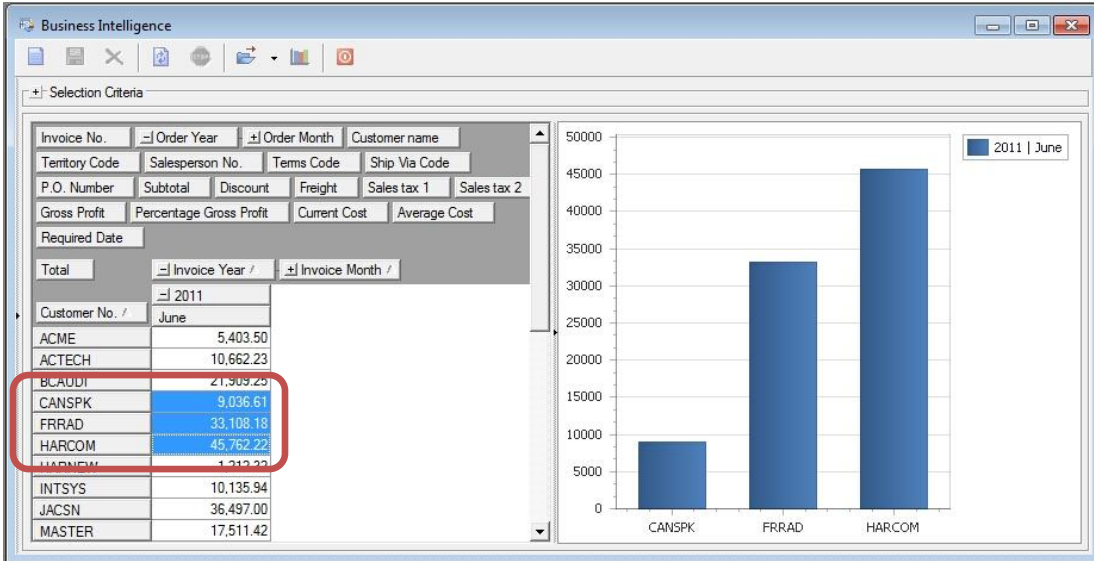 Business Intelligence
Selection Criteria
Invoice No. Order Year Order Month Customer name
Territory Code Salesperson No. Terms Code Ship Via Code
P.O. Number Subtotal Discount Freight Sales tax 1 Sales tax 2
Gross Profit Percentage Gross Profit Current Cost Average Cost
Required Date
Total Invoice Year Invoice Month
2011
Customer No. June
ACME 5,403.50
ACTECH 10,662.23
BCAUDI 21,909.25
CANSPK 9,036.61
FRRAD 33,108.18
HARCOM 45,762.22
HARNEW 1,212.32
INTSYS 10,135.94
JACSN 36,497.00
MASTER 17,511.42
50000
45000
40000
35000
30000
25000
20000
15000
10000
5000
0
CANSPK FRRAD HARCOM
2011 | June